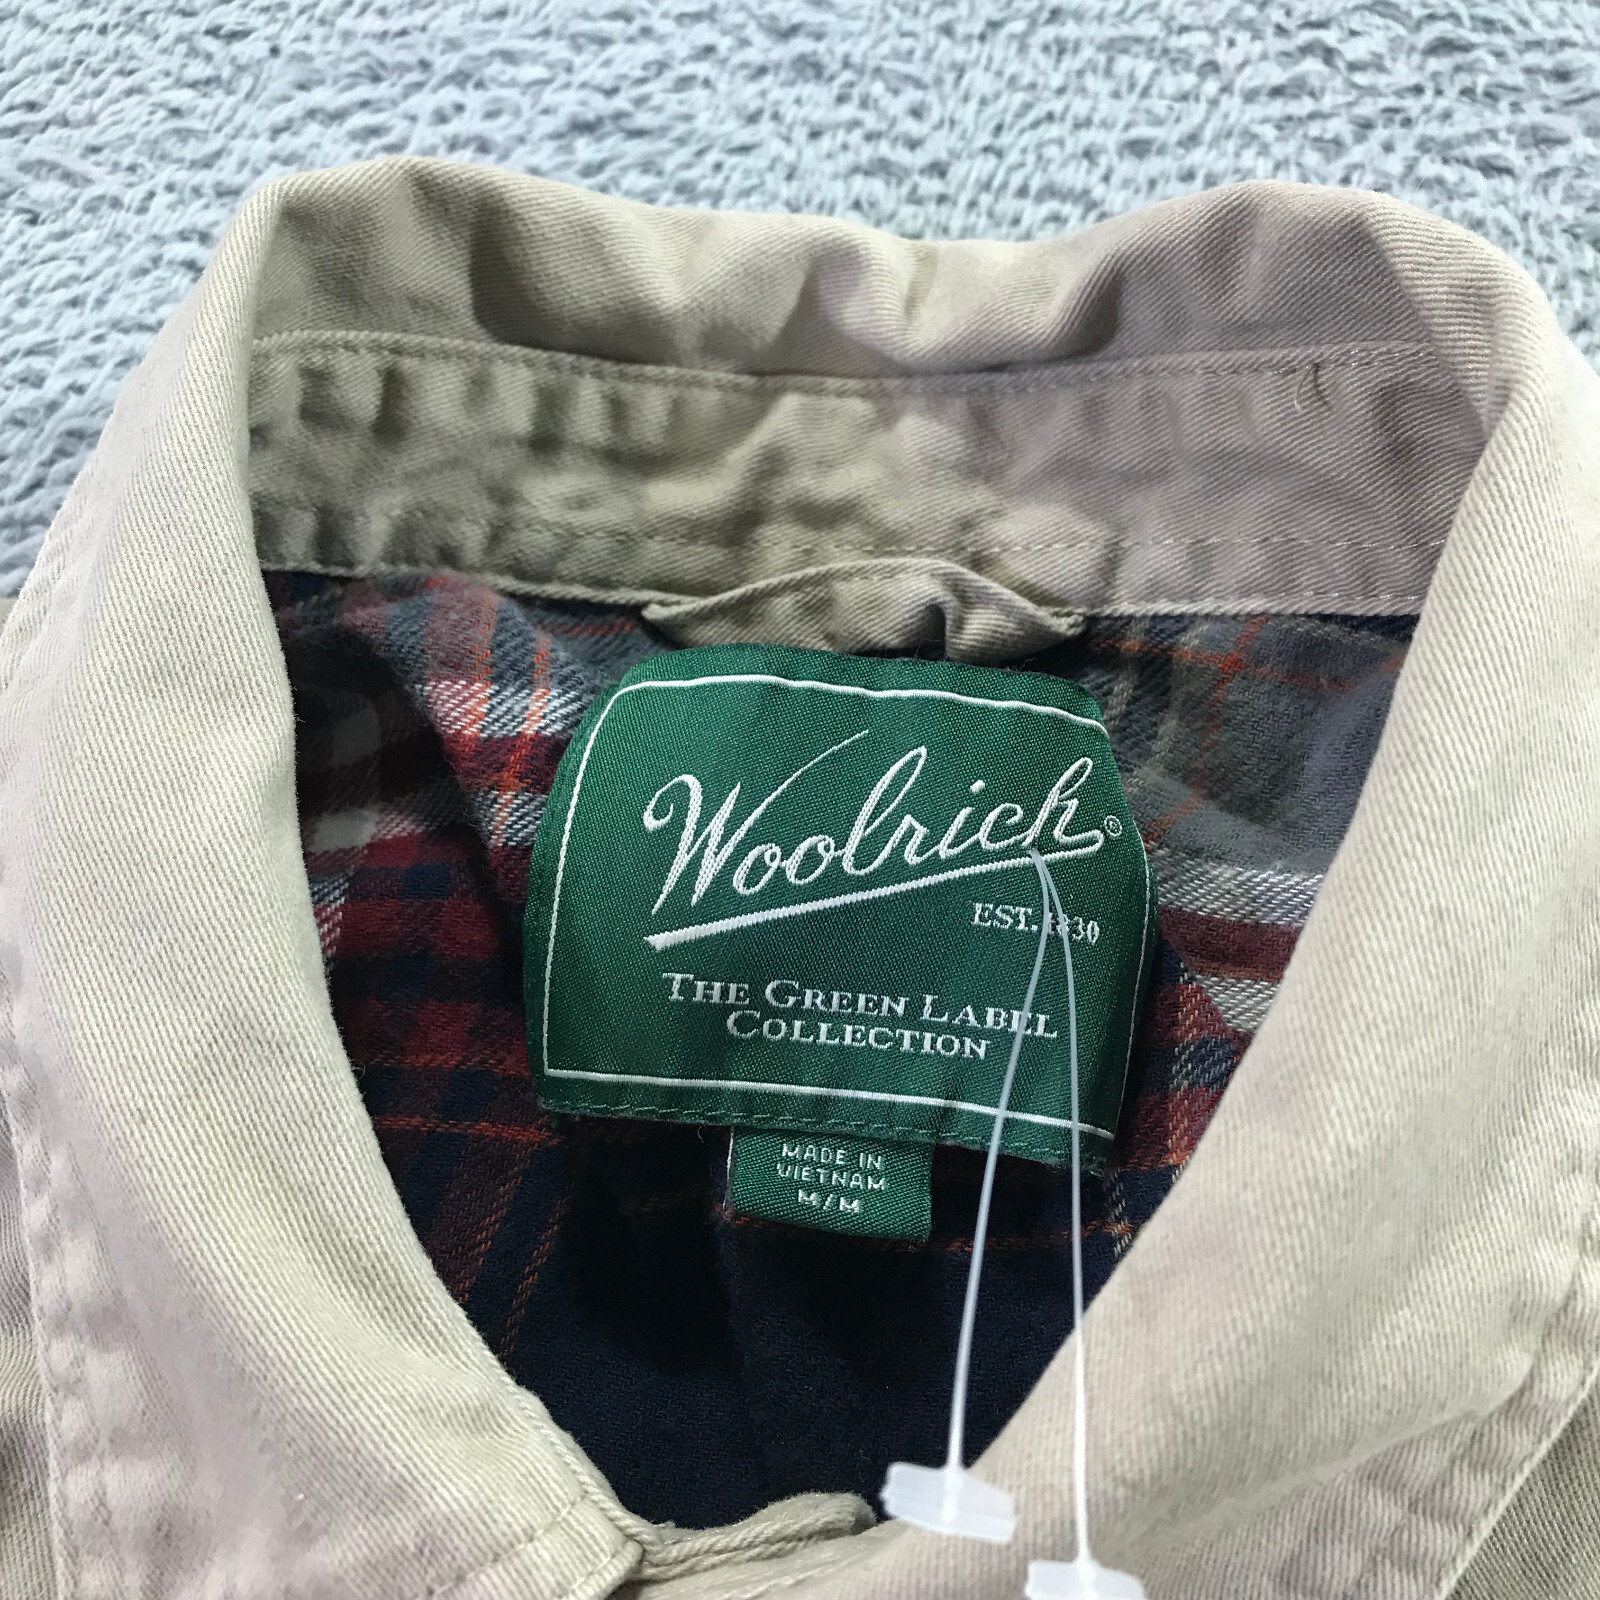 Woolrich®
EST. 1830
THE GREEN LABEL
COLLECTION
MADE IN
VIETNAM
M/M